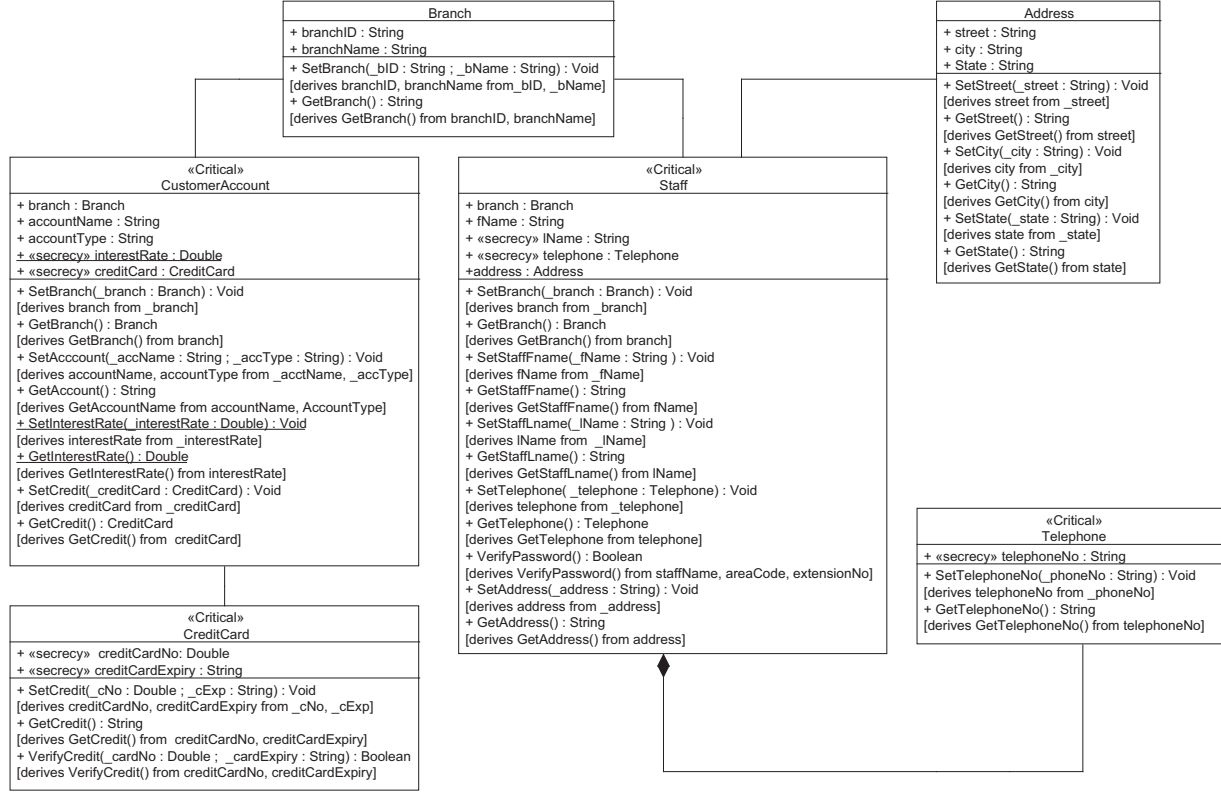 Branch
+ branchID : String
+ branchName : String
+ SetBranch(_bID : String ; _bName : String) : Void
[derives branchID, branchName from_bID, _bName]
+ GetBranch() : String
[derives GetBranch() from branchID, branchName]
Address
+ street : String
+ city : String
+ State : String
+ SetStreet(_street : String) : Void
[derives street from _street]
+ GetStreet() : String
[derives GetStreet() from street]
+ SetCity(_city : String) : Void
[derives city from _city]
+ GetCity() : String
[derives GetCity() from city]
+ SetState(_state : String) : Void
[derives state from _state]
+ GetState() : String
[derives GetState() from state]
«Critical»
CustomerAccount
+ branch : Branch
+ accountName : String
+ accountType : String
+ «secrecy» interestRate : Double
+ «secrecy» creditCard : CreditCard
+ SetBranch(_branch : Branch) : Void
[derives branch from _branch]
+ GetBranch() : Branch
[derives GetBranch() from branch]
+ SetAcccount(_accName : String ; _accType : String) : Void
[derives accountName, accountType from _acctName, _accType]
+ GetAccount() : String
[derives GetAccountName from accountName, AccountType]
+ SetInterestRate(_interestRate : Double) : Void
[derives interestRate from _interestRate]
+ GetInterestRate() : Double
[derives GetInterestRate() from interestRate]
+ SetCredit(_creditCard : CreditCard) : Void
[derives creditCard from _creditCard]
+ GetCredit() : CreditCard
[derives GetCredit() from creditCard]
«Critical»
Staff
+ branch : Branch
+ fName : String
+ «secrecy» lName : String
+ «secrecy» telephone : Telephone
+address : Address
+ SetBranch(_branch : Branch) : Void
[derives branch from _branch]
+ GetBranch() : Branch
[derives GetBranch() from branch]
+ SetStaffFname(_fName : String ) : Void
[derives fName from _fName]
+ GetStaffFname() : String
[derives GetStaffFname() from fName]
+ SetStaffLname(_lName : String ) : Void
[derives lName from _lName]
+ GetStaffLname() : String
[derives GetStaffLname() from lName]
+ SetTelephone( _telephone : Telephone) : Void
[derives telephone from _telephone]
+ GetTelephone() : Telephone
[derives GetTelephone from telephone]
+ VerifyPassword() : Boolean
[derives VerifyPassword() from staffName, areaCode, extensionNo]
+ SetAddress(_address : String) : Void
[derives address from _address]
+ GetAddress() : String
[derives GetAddress() from address]
«Critical»
Telephone
+ «secrecy» telephoneNo : String
+ SetTelephoneNo(_phoneNo : String) : Void
[derives telephoneNo from _phoneNo]
+ GetTelephoneNo() : String
[derives GetTelephoneNo() from telephoneNo]
«Critical»
CreditCard
+ «secrecy» creditCardNo: Double
+ «secrecy» creditCardExpiry : String
+ SetCredit(_cNo : Double ; _cExp : String) : Void
[derives creditCardNo, creditCardExpiry from _cNo, _cExp]
+ GetCredit() : String
[derives GetCredit() from creditCardNo, creditCardExpiry]
+ VerifyCredit(_cardNo : Double ; _cardExpiry : String) : Boolean
[derives VerifyCredit() from creditCardNo, creditCardExpiry]